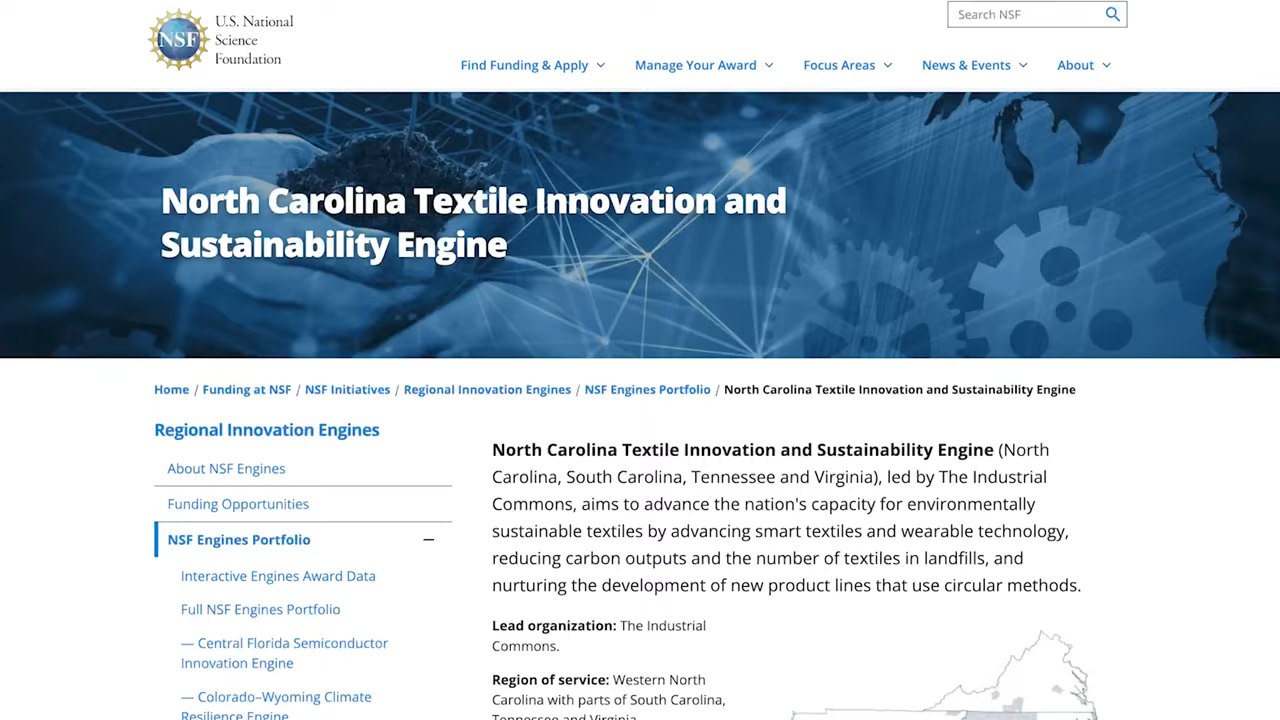 U.S. National
Science
Foundation
NSF
Search NSF
Find Funding & Apply
Manage Your Award
Focus Areas
News & Events
About
North Carolina Textile Innovation and
Sustainability Engine
Home / Funding at NSF / NSF Initiatives / Regional Innovation Engines / NSF Engines Portfolio / North Carolina Textile Innovation and Sustainability Engine
Regional Innovation Engines
About NSF Engines
Funding Opportunities
NSF Engines Portfolio
Interactive Engines Award Data
Full NSF Engines Portfolio
— Central Florida Semiconductor
Innovation Engine
— Colorado–Wyoming Climate
Resilience Engine
North Carolina Textile Innovation and Sustainability Engine (North
Carolina, South Carolina, Tennessee and Virginia), led by The Industrial
Commons, aims to advance the nation's capacity for environmentally
sustainable textiles by advancing smart textiles and wearable technology,
reducing carbon outputs and the number of textiles in landfills, and
nurturing the development of new product lines that use circular methods.
Lead organization: The Industrial
Commons.
Region of service: Western North
Carolina with parts of South Carolina,
Tennessee and Virginia.